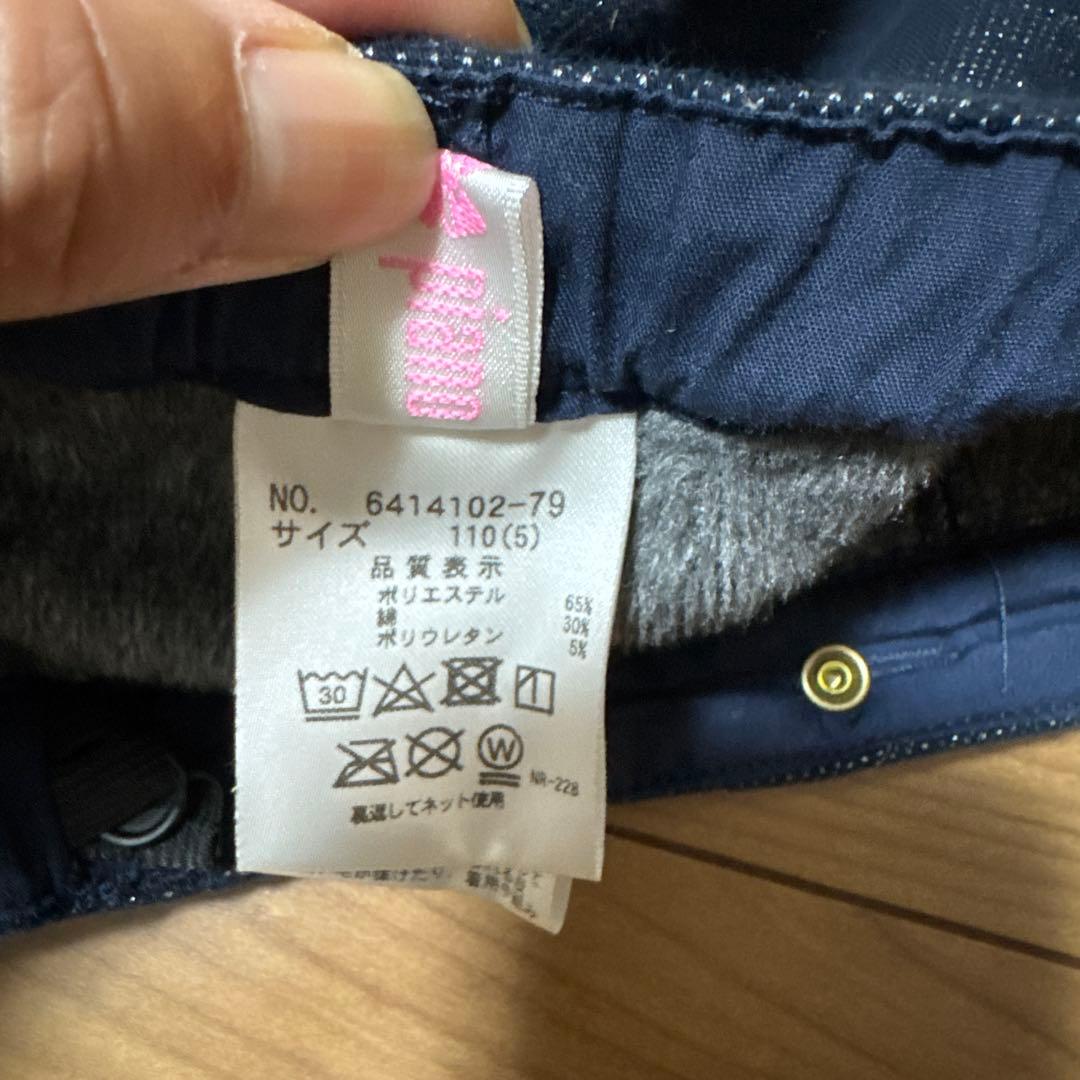 piano
NO. 6414102-79
サイズ 110(5)
品質表示
ポリエステル 65%
綿 30%
ポリウレタン 5%
30
W
NR-228
裏返してネット使用